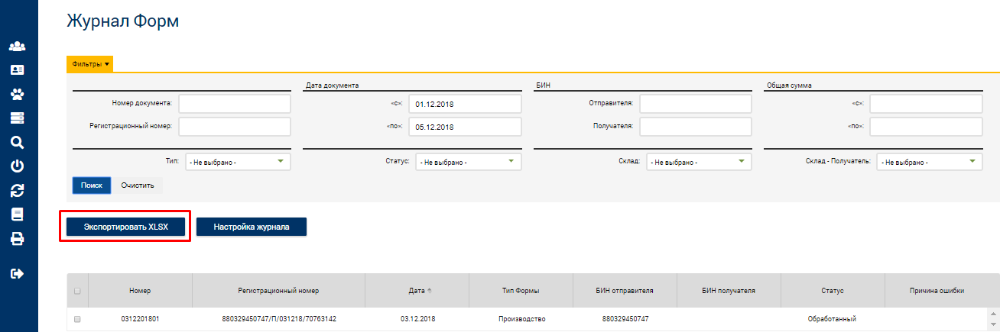 Журнал Форм
Фильтры
Дата документа БИН Общая сумма
Номер документа: «с»: 01.12.2018 Отправителя: «с»:
Регистрационный номер: «по»: 05.12.2018 Получателя: «по»:
Тип: - Не выбрано - Статус: - Не выбрано - Склад: - Не выбрано - Склад - Получатель: - Не выбрано -
Поиск Очистить
Экспортировать XLSX Настройка журнала
Номер Регистрационный номер Дата Тип Формы БИН отправителя БИН получателя Статус Причина ошибки
0312201801 880329450747/П/031218/70763142 03.12.2018 Производство 880329450747 Обработанный